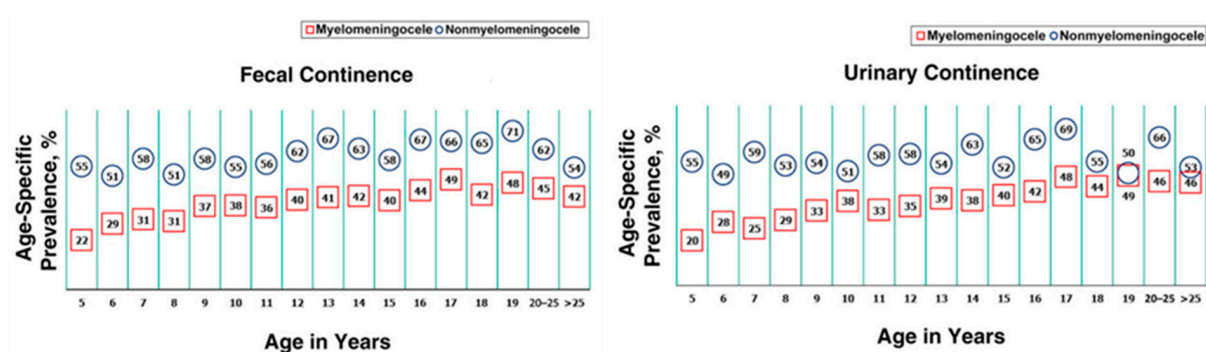 Myelomeningocele Nonmyelomeningocele
Fecal Continence
Age-Specific
Prevalence, %
55 51 58 51 58 55 56 62 67 63 58 67 66 65 71 62 54
22 29 31 31 37 38 36 40 41 42 40 44 49 42 48 45 42
5 6 7 8 9 10 11 12 13 14 15 16 17 18 19 20–25 >25
Age in Years
Myelomeningocele Nonmyelomeningocele
Urinary Continence
Age-Specific
Prevalence, %
55 49 59 53 54 51 58 58 54 63 52 65 69 55 50 66 53
20 28 25 29 33 38 33 35 39 38 40 42 48 44 49 46 46
5 6 7 8 9 10 11 12 13 14 15 16 17 18 19 20–25 >25
Age in Years